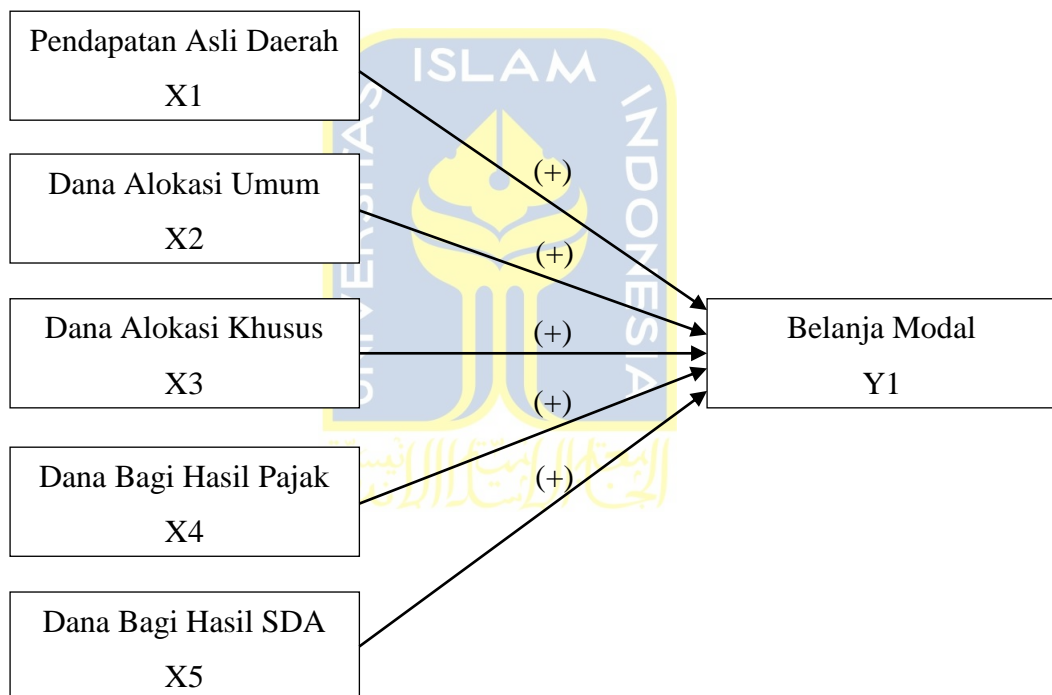 Pendapatan Asli Daerah
X1
Dana Alokasi Umum
X2
Dana Alokasi Khusus
X3
Dana Bagi Hasil Pajak
X4
Dana Bagi Hasil SDA
X5
(+)
(+)
(+)
(+)
(+)
Belanja Modal
Y1
UNIVERSITAS
ISLAM
INDONESIA